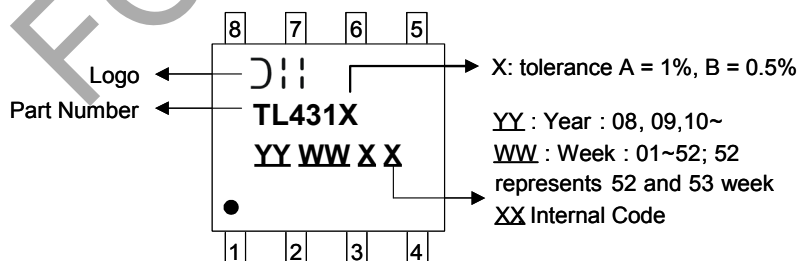 FO
8 7 6 5
Logo
Part Number
TL431X
YY WW X X
1 2 3 4
X: tolerance A = 1%, B = 0.5%
YY : Year : 08, 09,10~
WW : Week : 01~52; 52
represents 52 and 53 week
XX Internal Code